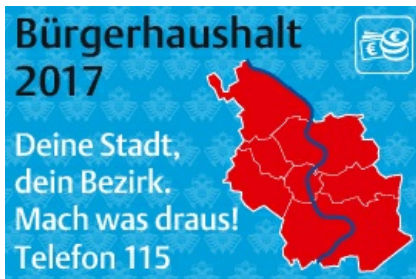 Bürgerhaushalt
2017
Deine Stadt,
dein Bezirk.
Mach was draus!
Telefon 115